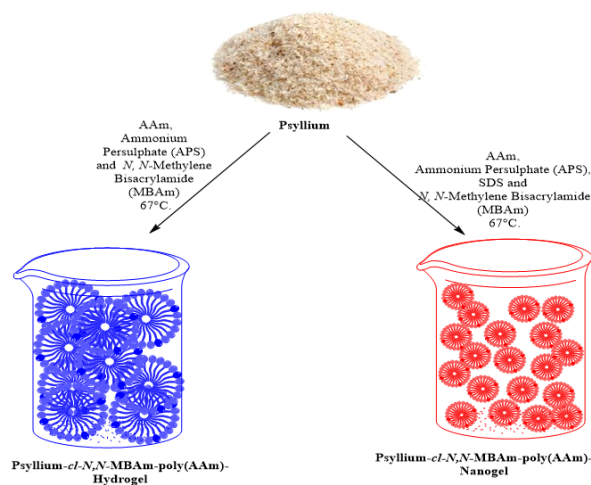 Psyllium
AAm,
Ammonium
Persulphate (APS)
and N, N-Methylene
Bisacrylamide
(MBAm)
67°C.
AAm,
Ammonium Persulphate (APS),
SDS and
N, N-Methylene Bisacrylamide
(MBAm)
67°C.
Psyllium-cl-N,N-MBAm-poly(AAm)-
Hydrogel
Psyllium-cl-N,N-MBAm-poly(AAm)-
Nanogel